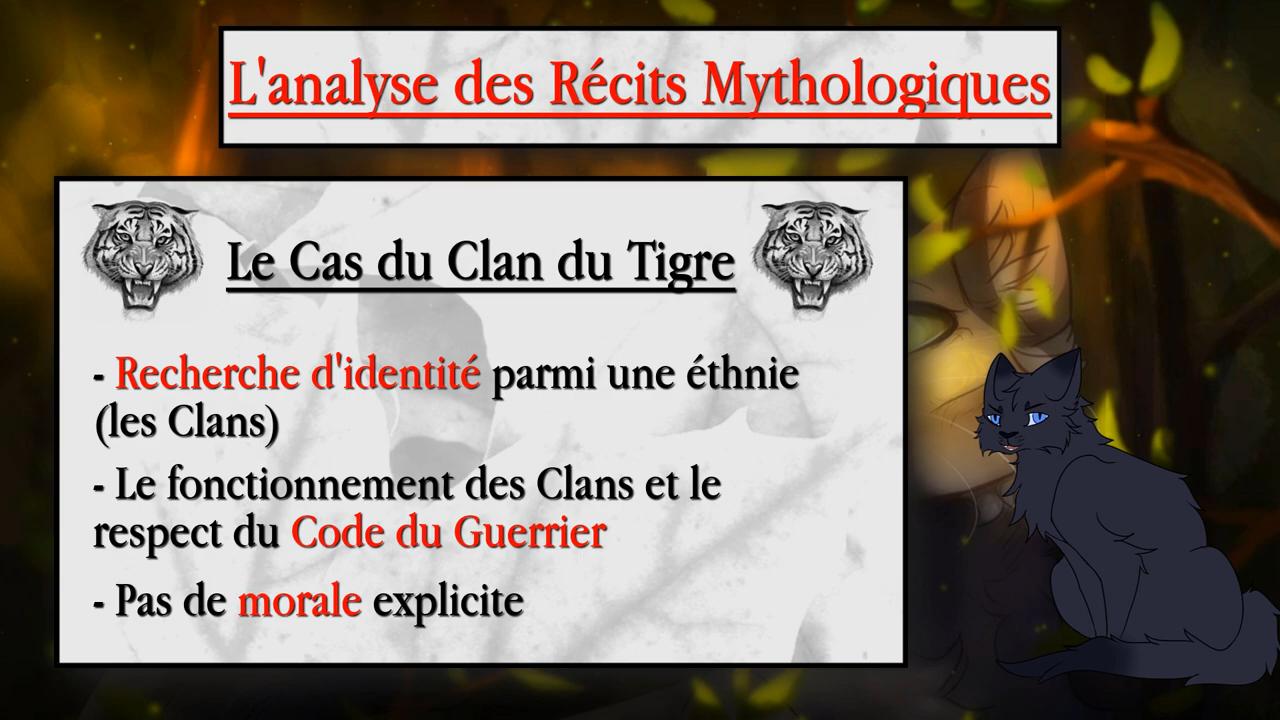 L'analyse des Récits Mythologiques
Le Cas du Clan du Tigre
- Recherche d'identité parmi une éthnie
(les Clans)
- Le fonctionnement des Clans et le
respect du Code du Guerrier
- Pas de morale explicite